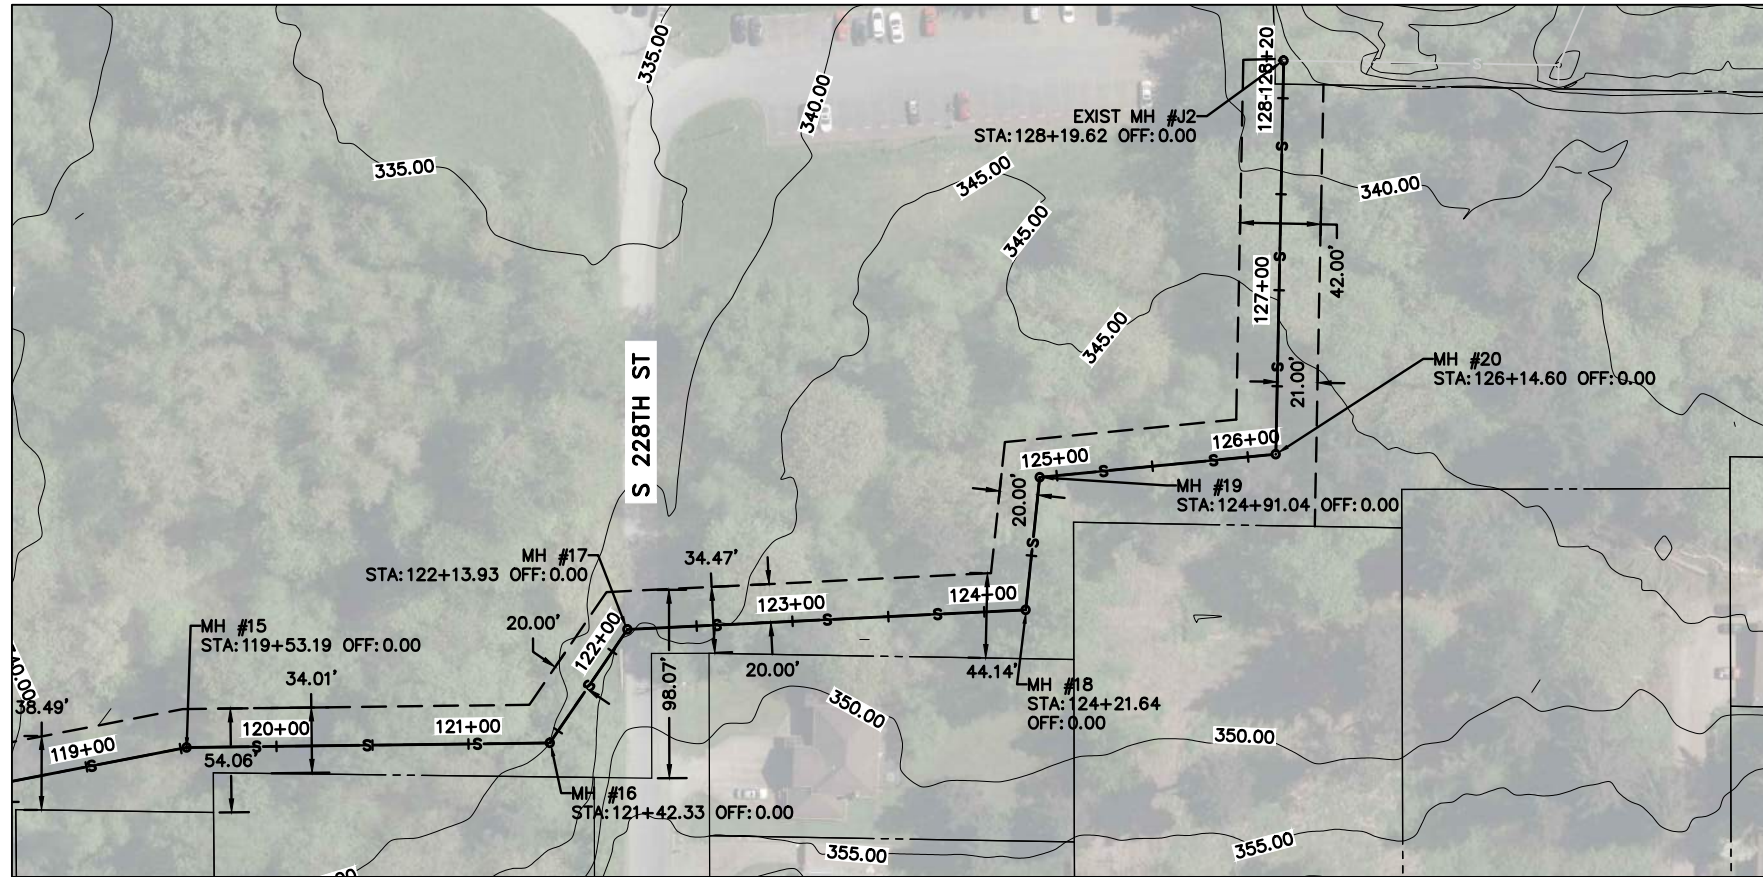 335.00
340.00
128-128+20
S
EXIST MH #J2
STA:128+19.62 OFF:0.00
335.00
345.00
340.00
S
345.00
S
127+00
42.00'
345.00
S 228TH ST
MH #20
STA:126+14.60 OFF:0.00
S
21.00'
126+00
125+00
S
S
MH #19
STA:124+91.04 OFF:0.00
20.00'
S
MH #17
STA:122+13.93 OFF:0.00
34.47'
123+00
124+00
S
S
S
MH #15
STA:119+53.19 OFF:0.00
20.00'
122+00
S
20.00'
44.14'
98.07'
MH #18
STA:124+21.64
OFF:0.00
34.01'
40.00
38.49'
119+00
S
120+00
S
S
121+00
S
54.06'
350.00
350.00
MH #16
STA:121+42.33 OFF:0.00
355.00
355.00